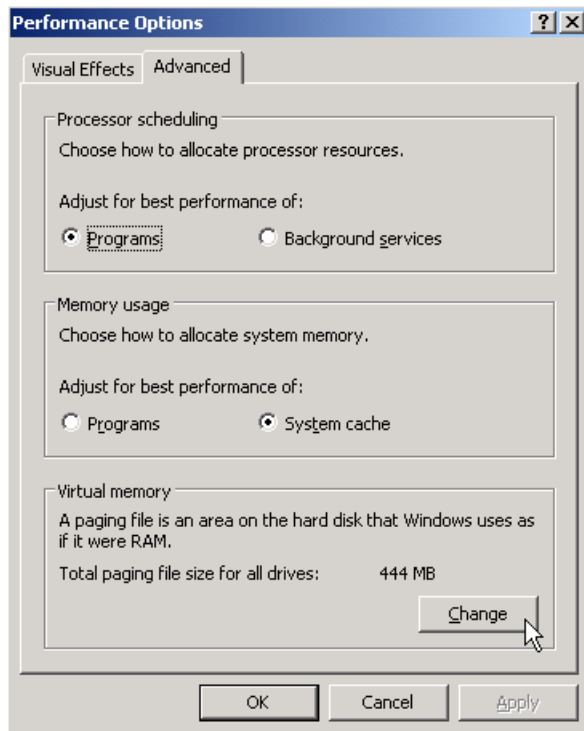 Performance Options
Visual Effects Advanced
Processor scheduling
Choose how to allocate processor resources.
Adjust for best performance of:
Programs Background services
Memory usage
Choose how to allocate system memory.
Adjust for best performance of:
Programs System cache
Virtual memory
A paging file is an area on the hard disk that Windows uses as
if it were RAM.
Total paging file size for all drives: 444 MB
Change
OK Cancel Apply